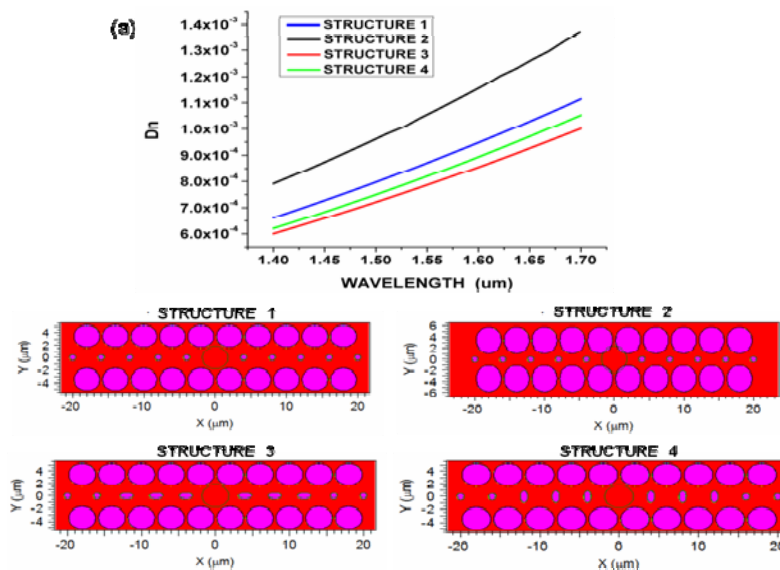 (a)
STRUCTURE 1
STRUCTURE 2
STRUCTURE 3
STRUCTURE 4
1.4x10⁻³
1.3x10⁻³
1.2x10⁻³
1.1x10⁻³
1.0x10⁻³
9.0x10⁻⁴
8.0x10⁻⁴
7.0x10⁻⁴
6.0x10⁻⁴
Dn
1.40 1.45 1.50 1.55 1.60 1.65 1.70
WAVELENGTH (um)
STRUCTURE 1
Y (μm)
4
2
0
-2
-4
-20 -10 0 10 20
X (μm)
STRUCTURE 2
Y (μm)
6
4
2
0
-2
-4
-6
-20 -10 0 10 20
X (μm)
STRUCTURE 3
Y (μm)
4
2
0
-2
-4
-20 -10 0 10 20
X (μm)
STRUCTURE 4
Y (μm)
4
2
0
-2
-4
-20 -10 0 10 20
X (μm)